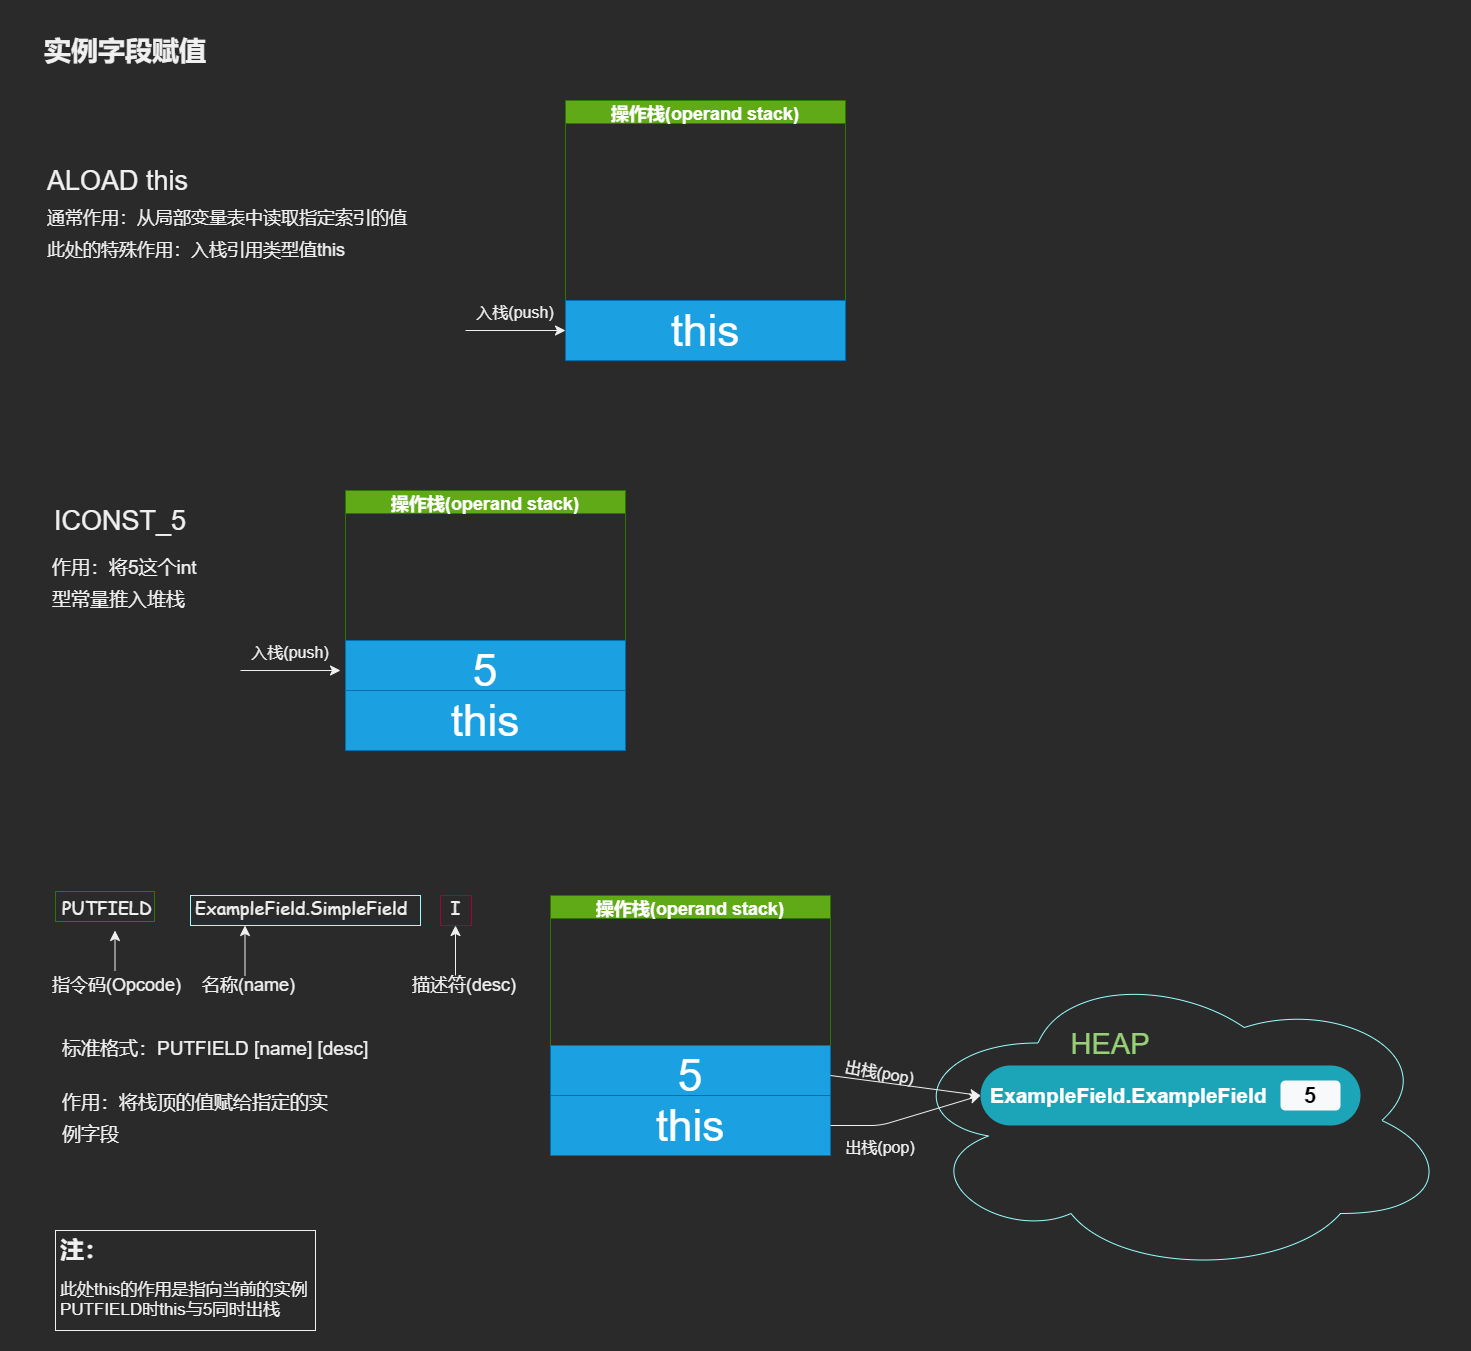 实例字段赋值
操作栈(operand stack)
ALOAD this
通常作用：从局部变量表中读取指定索引的值
此处的特殊作用：入栈引用类型值this
入栈(push)
this
操作栈(operand stack)
ICONST_5
作用：将5这个int
型常量推入堆栈
入栈(push)
5
this
PUTFIELD
ExampleField.SimpleField
I
指令码(Opcode)
名称(name)
描述符(desc)
标准格式：PUTFIELD [name] [desc]
作用：将栈顶的值赋给指定的实
例字段
操作栈(operand stack)
5
this
出栈(pop)
出栈(pop)
HEAP
ExampleField.ExampleField
5
注：
此处this的作用是指向当前的实例
PUTFIELD时this与5同时出栈